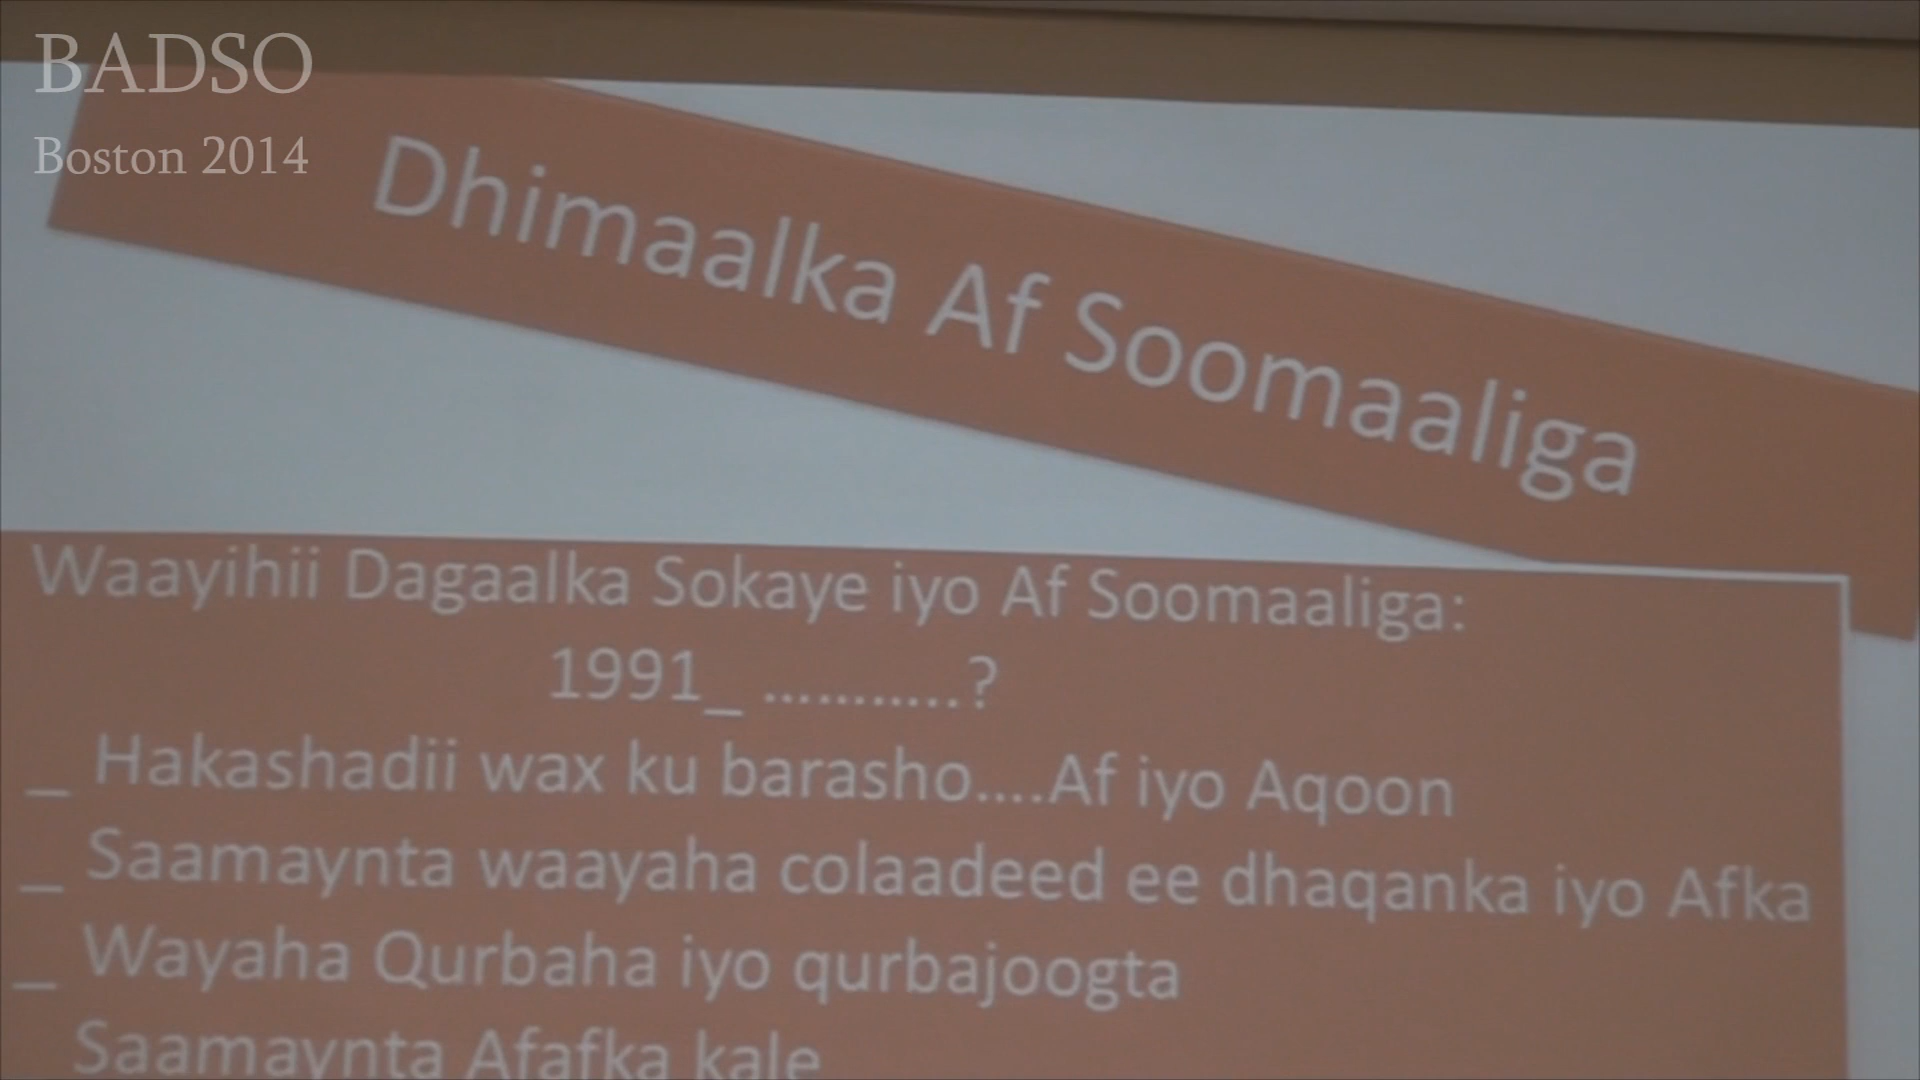 BADSO
Boston 2014
Dhimaalka Af Soomaaliga
Waayihii Dagaalka Sokaye iyo Af Soomaaliga:
1991_ ...........?
_ Hakashadii wax ku barasho....Af iyo Aqoon
_ Saamaynta waayaha colaadeed ee dhaqanka iyo Afka
_ Wayaha Qurbaha iyo qurbajoogta
Saamaynta Afafka kale